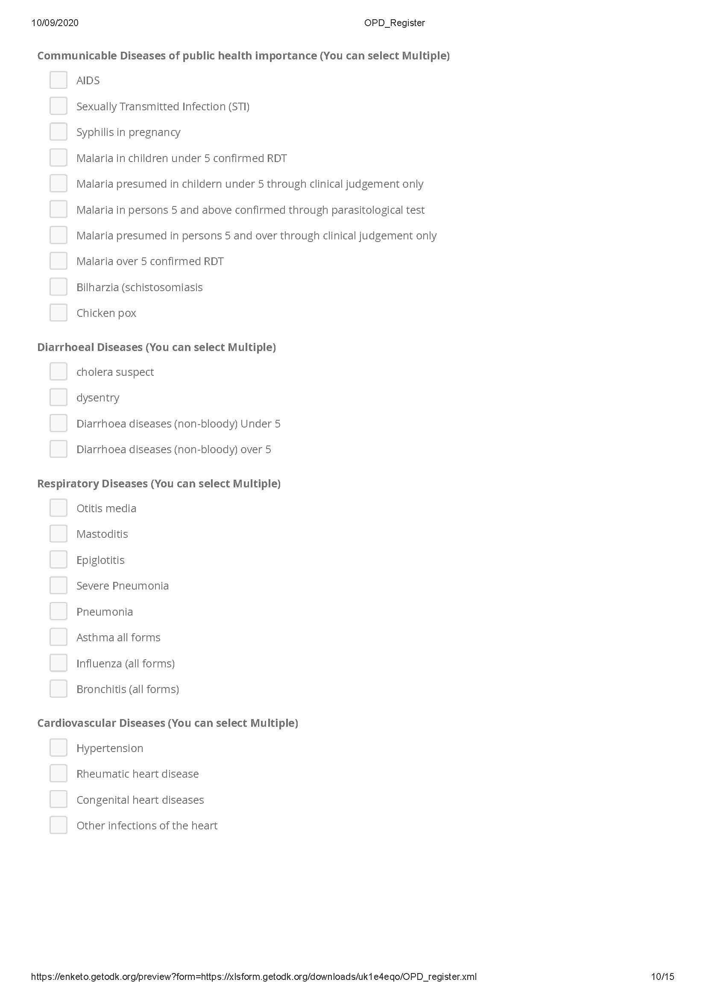 10/09/2020 OPD_Register
Communicable Diseases of public health importance (You can select Multiple)
AIDS
Sexually Transmitted Infection (STI)
Syphilis in pregnancy
Malaria in children under 5 confirmed RDT
Malaria presumed in childern under 5 through clinical judgement only
Malaria in persons 5 and above confirmed through parasitological test
Malaria presumed in persons 5 and over through clinical judgement only
Malaria over 5 confirmed RDT
Bilharzia (schistosomiasis
Chicken pox
Diarrhoeal Diseases (You can select Multiple)
cholera suspect
dysentry
Diarrhoea diseases (non-bloody) Under 5
Diarrhoea diseases (non-bloody) over 5
Respiratory Diseases (You can select Multiple)
Otitis media
Mastoditis
Epiglotitis
Severe Pneumonia
Pneumonia
Asthma all forms
Influenza (all forms)
Bronchitis (all forms)
Cardiovascular Diseases (You can select Multiple)
Hypertension
Rheumatic heart disease
Congenital heart diseases
Other infections of the heart
https://enketo.getodk.org/preview?form=https://xlsform.getodk.org/downloads/uk1e4eqo/OPD_register.xml 10/15